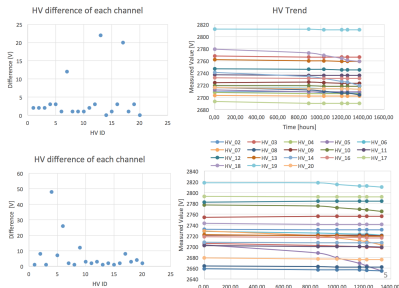 HV difference of each channel
Difference [V]
25
20
15
10
5
0
0 5 10 15 20 25
HV ID
HV Trend
Measured Value [V]
2820
2800
2780
2760
2740
2720
2700
2680
0,00 200,00 400,00 600,00 800,00 1000,00 1200,00 1400,00 1600,00
Time [hours]
HV_02 HV_03 HV_04 HV_05 HV_06
HV_07 HV_08 HV_09 HV_10 HV_11
HV_12 HV_13 HV_14 HV_16 HV_17
HV_18 HV_19 HV_20
HV difference of each channel
Difference [V]
60
50
40
30
20
10
0
0 5 10 15 20 25
HV ID
Measured Value [V]
2840
2820
2800
2780
2760
2740
2720
2700
2680
2660
2640
0,00 200,00 400,00 600,00 800,00 1000,00 1200,00 1400,00
5